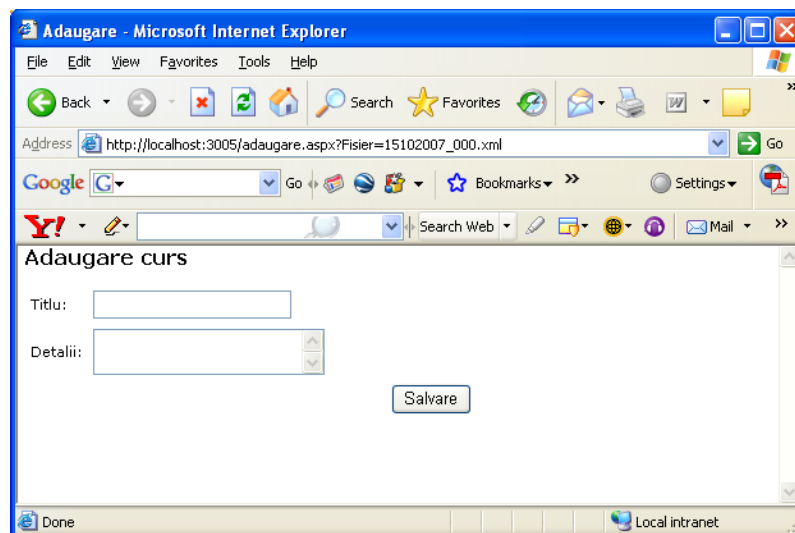 Adaugare - Microsoft Internet Explorer
File Edit View Favorites Tools Help
Back Search Favorites W »
Address http://localhost:3005/adaugare.aspx?Fisier=15102007_000.xml Go
Google G Go Bookmarks » Settings
Y! Search Web Mail »
Adaugare curs
Titlu:
Detalii:
Salvare
Done Local intranet